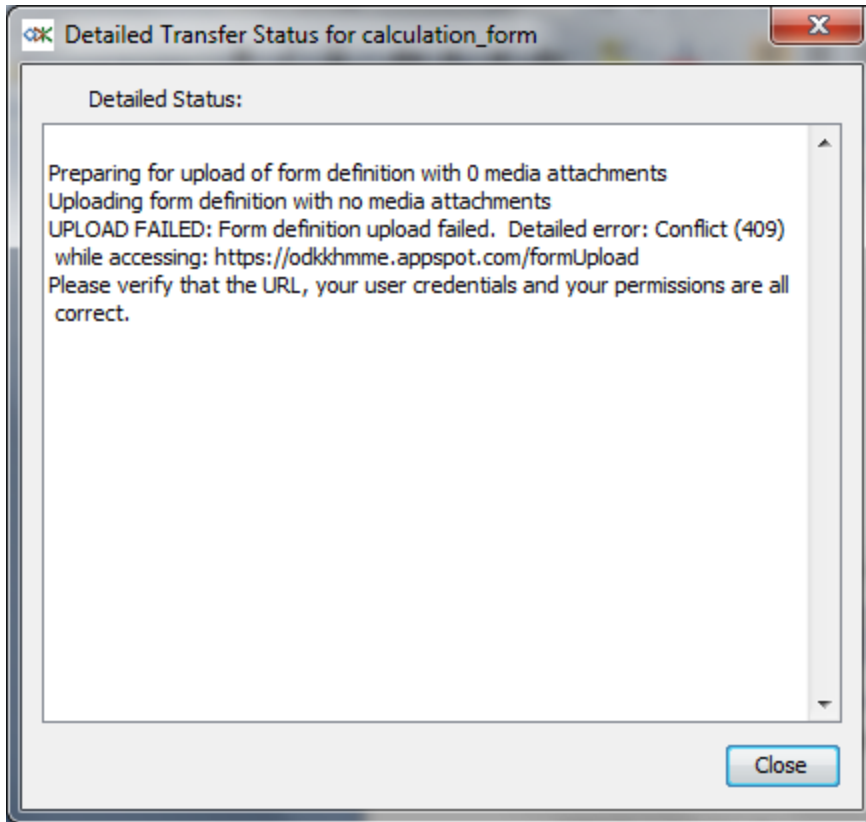 Detailed Transfer Status for calculation_form
Detailed Status:
Preparing for upload of form definition with 0 media attachments
Uploading form definition with no media attachments
UPLOAD FAILED: Form definition upload failed.  Detailed error: Conflict (409)
while accessing: https://odkkhmme.appspot.com/formUpload
Please verify that the URL, your user credentials and your permissions are all
correct.
Close